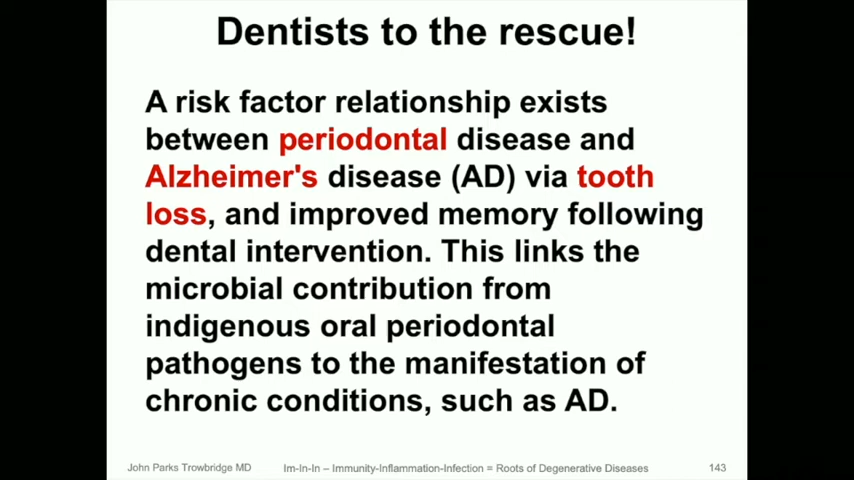 Dentists to the rescue!
A risk factor relationship exists
between periodontal disease and
Alzheimer's disease (AD) via tooth
loss, and improved memory following
dental intervention. This links the
microbial contribution from
indigenous oral periodontal
pathogens to the manifestation of
chronic conditions, such as AD.
John Parks Trowbridge MD Im-In-In – Immunity-Inflammation-Infection = Roots of Degenerative Diseases 143